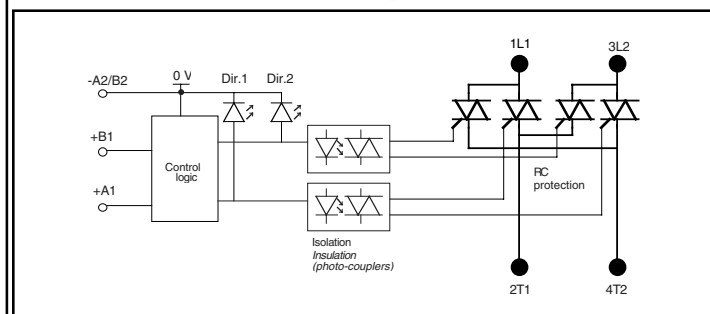 1L1
3L2
0 V
Dir.1
Dir.2
-A2/B2
+B1
Control
logic
+A1
RC
protection
Isolation
Insulation
(photo-couplers)
2T1
4T2